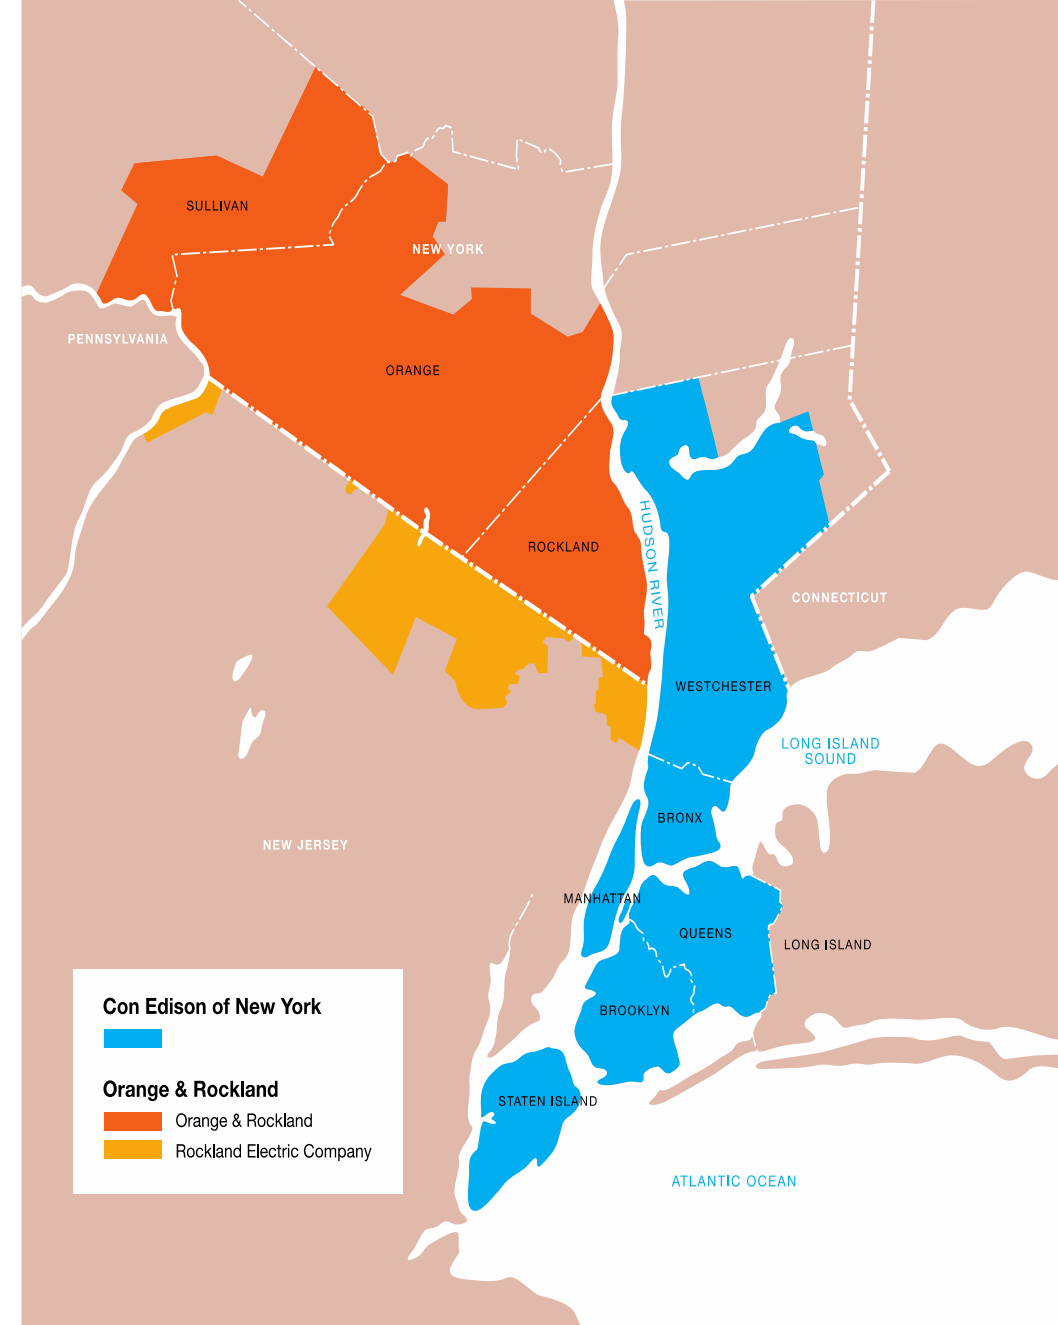 SULLIVAN
NEW YORK
PENNSYLVANIA
ORANGE
HUDSON RIVER
ROCKLAND
CONNECTICUT
WESTCHESTER
LONG ISLAND
SOUND
BRONX
NEW JERSEY
MANHATTAN
QUEENS
LONG ISLAND
BROOKLYN
STATEN ISLAND
ATLANTIC OCEAN
Con Edison of New York
Orange & Rockland
Orange & Rockland
Rockland Electric Company